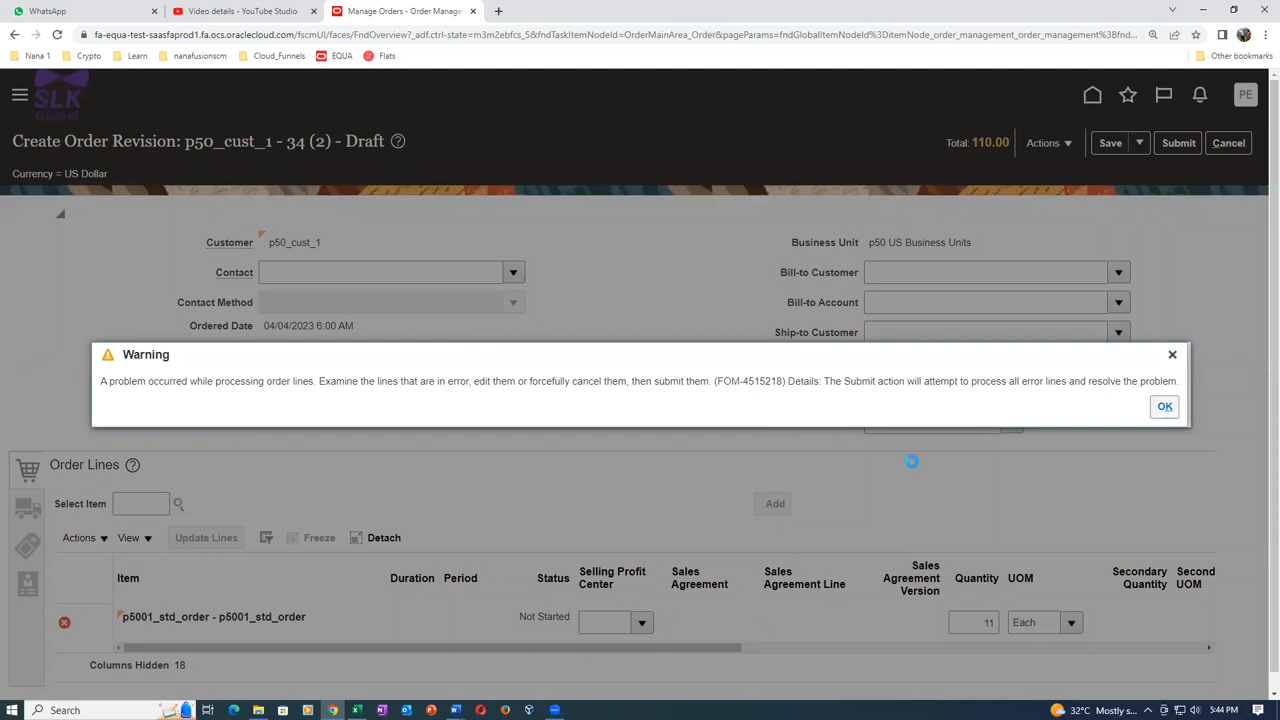 WhatsApp
Video details - YouTube Studio
Manage Orders - Order Manage
fa-equa-test-saasfaprod1.fa.ocs.oraclecloud.com/fscmUI/faces/FndOverview?_adf.ctrl-state=m3m2ebfcs_5&fndTaskItemNodeId=OrderMainArea_Order&pageParams=fndGlobalItemNodeId%3DitemNode_order_management_order_management%3Bfnd...
Nana 1 Crypto Learn nanafusionscm Cloud_Funnels EQUA Flats Other bookmarks
SLK
Global
PE
Create Order Revision: p50_cust_1 - 34 (2) - Draft
Total: 110.00 Actions Save Submit Cancel
Currency = US Dollar
Customer p50_cust_1 Business Unit p50 US Business Units
Contact Bill-to Customer
Contact Method Bill-to Account
Ordered Date 04/04/2023 6:00 AM Ship-to Customer
Warning
A problem occurred while processing order lines. Examine the lines that are in error, edit them or forcefully cancel them, then submit them. (FOM-4515218) Details: The Submit action will attempt to process all error lines and resolve the problem.
OK
Order Lines
Select Item Add
Actions View Update Lines Freeze Detach
Item Duration Period Status Selling Profit Center Sales Agreement Sales Agreement Line Sales Agreement Version Quantity UOM Secondary Quantity Second UOM
p5001_std_order - p5001_std_order Not Started 11 Each
Columns Hidden 18
Search 32°C Mostly s... 5:44 PM